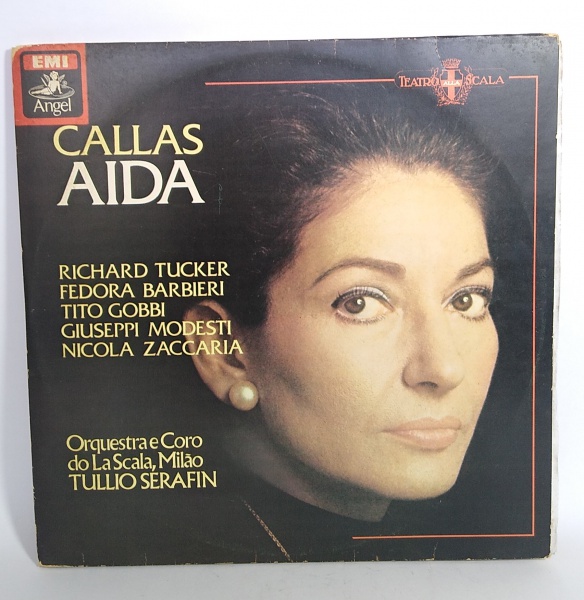 EMI
Angel
TEATRO ALLA SCALA
CALLAS
AIDA
RICHARD TUCKER
FEDORA BARBIERI
TITO GOBBI
GIUSEPPI MODESTI
NICOLA ZACCARIA
Orquestra e Coro
do La Scala, Milão
TULLIO SERAFIN